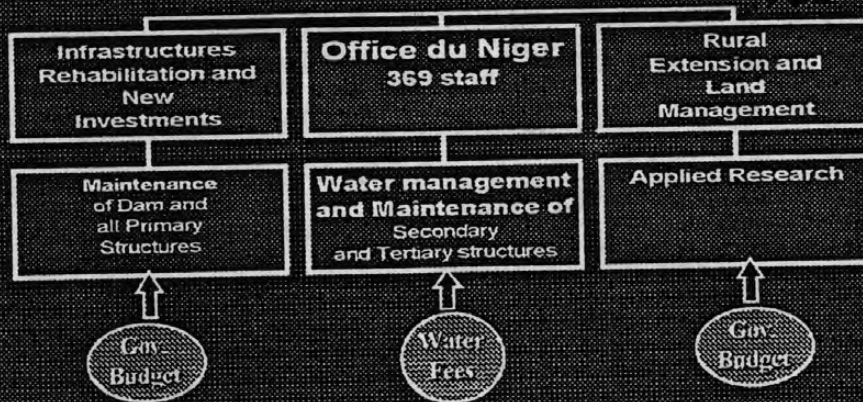 Infrastructures
Rehabilitation and
New
Investments
Office du Niger
369 staff
Rural
Extension and
Land
Management
Maintenance
of Dam and
all Primary
Structures
Water management
and Maintenance of
Secondary
and Tertiary structures
Applied Research
Gov.
Budget
Water
Fees
Gov.
Budget